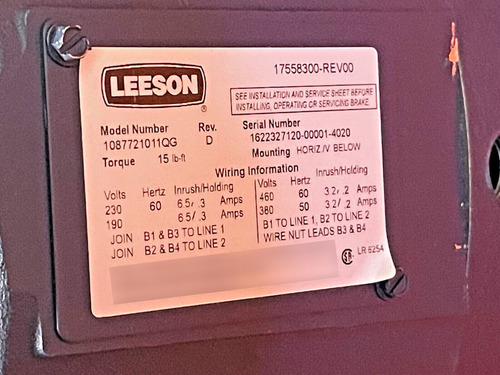 LEESON
®
17558300-REV00
SEE INSTALLATION AND SERVICE SHEET BEFORE
INSTALLING, OPERATING OR SERVICING BRAKE.
Model Number Rev. Serial Number
1087721011QG D 1622327120-00001-4020
Torque 15 lb-ft Mounting HORIZ./V BELOW
Wiring Information
Volts Hertz Inrush/Holding Volts Hertz Inrush/Holding
230 60 6.5/ .3 Amps 460 60 3.2/ .2 Amps
190 6.5/ .3 Amps 380 50 3.2/ .2 Amps
JOIN B1 & B3 TO LINE 1 B1 TO LINE 1, B2 TO LINE 2
JOIN B2 & B4 TO LINE 2 WIRE NUT LEADS B3 & B4
LR 6254